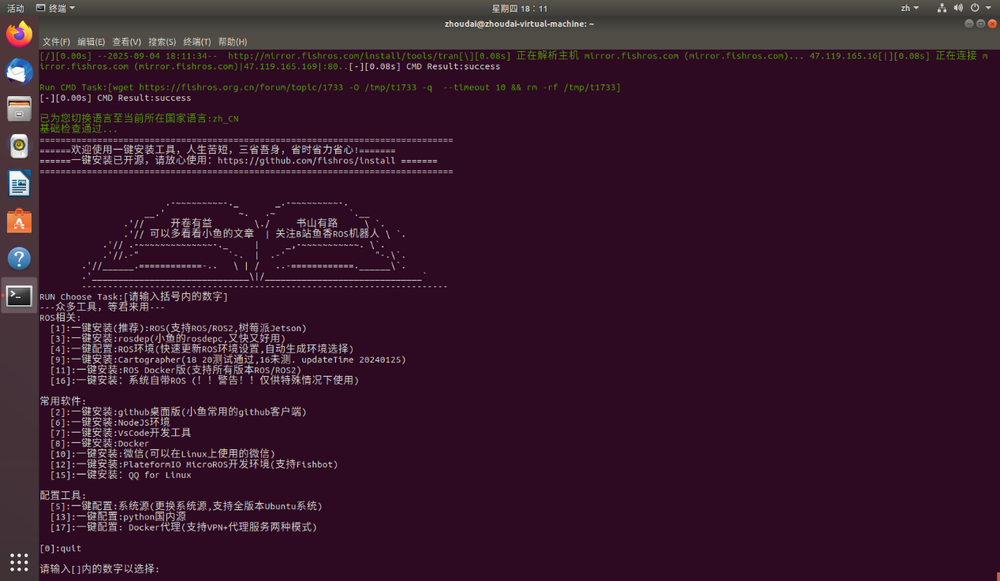 活动 终端 星期四 18：11 zh
zhoudai@zhoudai-virtual-machine: ~
文件(F) 编辑(E) 查看(V) 搜索(S) 终端(T) 帮助(H)
[/][0.00s] --2025-09-04 18:11:34--  http://mirror.fishros.com/install/tools/tran[\][0.08s] 正在解析主机 mirror.fishros.com (mirror.fishros.com)... 47.119.165.16[|][0.08s] 正在连接 m
irror.fishros.com (mirror.fishros.com)|47.119.165.169|:80..[-][0.08s] CMD Result:success
Run CMD Task:[wget https://fishros.org.cn/forum/topic/1733 -O /tmp/t1733 -q  --timeout 10 && rm -rf /tmp/t1733]
[-][0.00s] CMD Result:success
已为您切换语言至当前所在国家语言:zh_CN
基础检查通过...
===============================================================================
======欢迎使用一键安装工具，人生苦短，三省吾身，省时省力省心!=======
======一键安装已开源，请放心使用：https://github.com/fishros/install =======
===============================================================================
.-~~~~~~~~~-._       _.-~~~~~~~~~-.
__.'              ~.   .~              `.__
.'//     开卷有益        \./     书山有路     \ `.
.'// 可以多看看小鱼的文章  | 关注B站鱼香ROS机器人 \ `.
.'// .-~~~~~~~~~~~~~~-._     |     _,-~~~~~~~~~~~. \`.
.'//.-"                 `-.  |  .-'                 "-.\`.
.'//______.============-..   \ | /   ..-============.______\`.
.'______________________________\|/______________________________`
----------------------------------------------------------------------
RUN Choose Task:[请输入括号内的数字]
---众多工具，等君来用---
ROS相关:
[1]:一键安装(推荐):ROS(支持ROS/ROS2,树莓派Jetson)
[3]:一键安装:rosdep(小鱼的rosdepc,又快又好用)
[4]:一键配置:ROS环境(快速更新ROS环境设置,自动生成环境选择)
[9]:一键安装:Cartographer(18 20测试通过,16未测. updateTime 20240125)
[11]:一键安装:ROS Docker版(支持所有版本ROS/ROS2)
[16]:一键安装：系统自带ROS (！！警告！！仅供特殊情况下使用)
常用软件:
[2]:一键安装:github桌面版(小鱼常用的github客户端)
[6]:一键安装:NodeJS环境
[7]:一键安装:VsCode开发工具
[8]:一键安装:Docker
[10]:一键安装:微信(可以在Linux上使用的微信)
[12]:一键安装:PlateformIO MicroROS开发环境(支持Fishbot)
[15]:一键安装：QQ for Linux
配置工具:
[5]:一键配置:系统源(更换系统源,支持全版本Ubuntu系统)
[13]:一键配置:python国内源
[17]:一键配置: Docker代理(支持VPN+代理服务两种模式)
[0]:quit
请输入[]内的数字以选择: